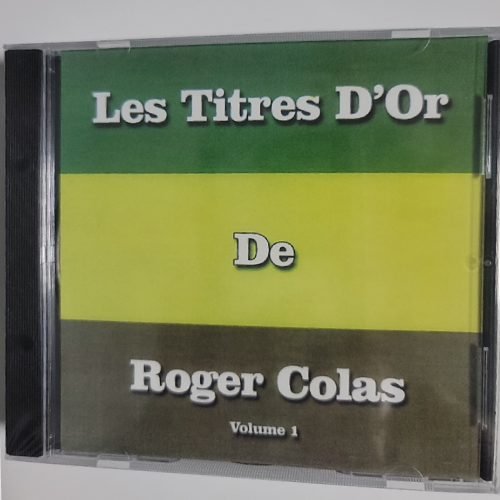 Les Titres D'Or
De
Roger Colas
Volume 1